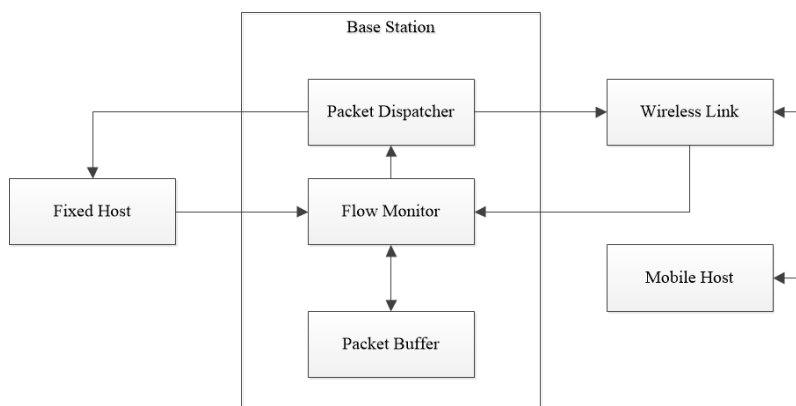 Base Station
Packet Dispatcher
Wireless Link
Fixed Host
Flow Monitor
Mobile Host
Packet Buffer